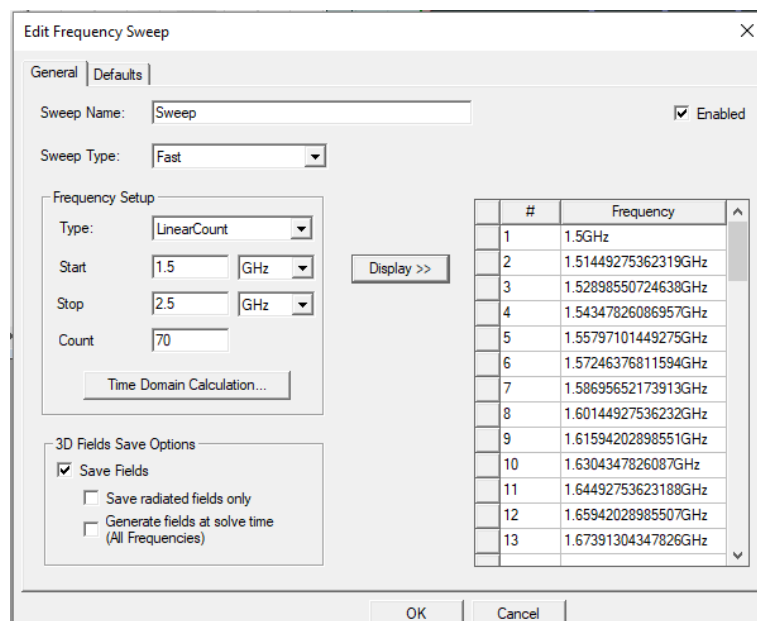 Edit Frequency Sweep
General Defaults
Sweep Name: Sweep Enabled
Sweep Type: Fast
Frequency Setup
Type: LinearCount
Start 1.5 GHz
Stop 2.5 GHz
Count 70
Time Domain Calculation...
Display >>
3D Fields Save Options
Save Fields
Save radiated fields only
Generate fields at solve time
(All Frequencies)
# Frequency
1 1.5GHz
2 1.51449275362319GHz
3 1.52898550724638GHz
4 1.54347826086957GHz
5 1.55797101449275GHz
6 1.57246376811594GHz
7 1.58695652173913GHz
8 1.60144927536232GHz
9 1.61594202898551GHz
10 1.6304347826087GHz
11 1.64492753623188GHz
12 1.65942028985507GHz
13 1.67391304347826GHz
OK Cancel